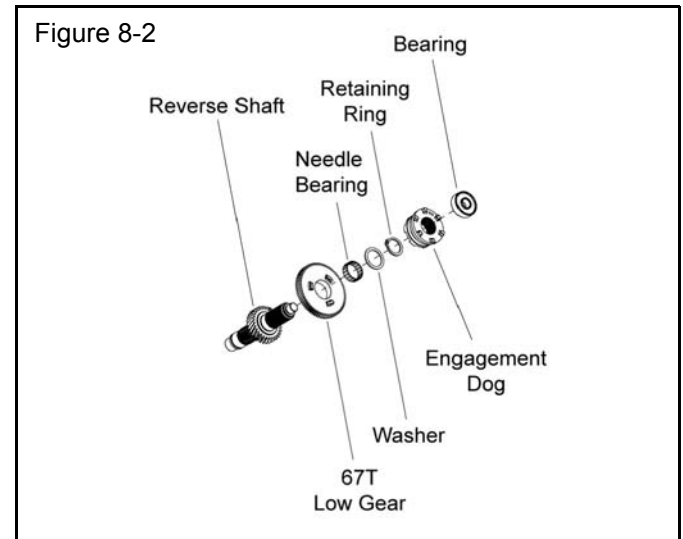 Figure 8-2
Bearing
Retaining
Ring
Reverse Shaft
Needle
Bearing
Engagement
Dog
Washer
67T
Low Gear